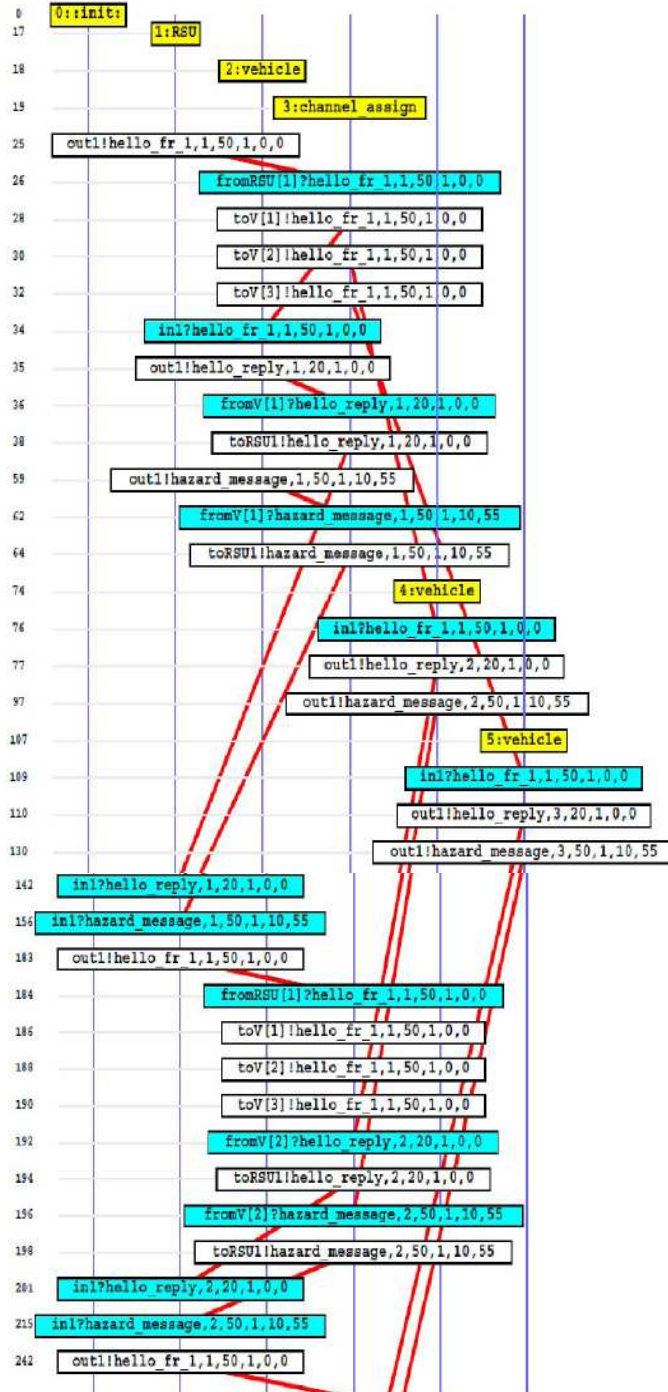 0 0::init:
17 1:RSU
18 2:vehicle
19 3:channel_assign
25 out1!hello_fr_1,1,50,1,0,0
26 fromRSU[1]?hello_fr_1,1,50,1,0,0
28 toV[1]!hello_fr_1,1,50,1,0,0
30 toV[2]!hello_fr_1,1,50,1,0,0
32 toV[3]!hello_fr_1,1,50,1,0,0
34 in1?hello_fr_1,1,50,1,0,0
35 out1!hello_reply,1,20,1,0,0
36 fromV[1]?hello_reply,1,20,1,0,0
38 toRSU1!hello_reply,1,20,1,0,0
59 out1!hazard_message,1,50,1,10,55
62 fromV[1]?hazard_message,1,50,1,10,55
64 toRSU1!hazard_message,1,50,1,10,55
74 4:vehicle
76 in1?hello_fr_1,1,50,1,0,0
77 out1!hello_reply,2,20,1,0,0
97 out1!hazard_message,2,50,1,10,55
107 5:vehicle
109 in1?hello_fr_1,1,50,1,0,0
110 out1!hello_reply,3,20,1,0,0
130 out1!hazard_message,3,50,1,10,55
142 in1?hello_reply,1,20,1,0,0
156 in1?hazard_message,1,50,1,10,55
183 out1!hello_fr_1,1,50,1,0,0
184 fromRSU[1]?hello_fr_1,1,50,1,0,0
186 toV[1]!hello_fr_1,1,50,1,0,0
188 toV[2]!hello_fr_1,1,50,1,0,0
190 toV[3]!hello_fr_1,1,50,1,0,0
192 fromV[2]?hello_reply,2,20,1,0,0
194 toRSU1!hello_reply,2,20,1,0,0
196 fromV[2]?hazard_message,2,50,1,10,55
198 toRSU1!hazard_message,2,50,1,10,55
201 in1?hello_reply,2,20,1,0,0
215 in1?hazard_message,2,50,1,10,55
242 out1!hello_fr_1,1,50,1,0,0